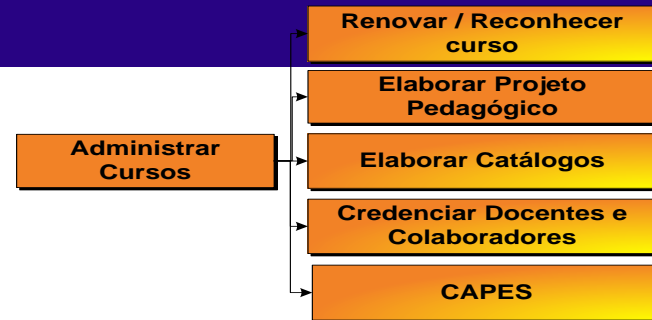 Renovar / Reconhecer
curso
Elaborar Projeto
Pedagógico
Administrar
Cursos
Elaborar Catálogos
Credenciar Docentes e
Colaboradores
CAPES